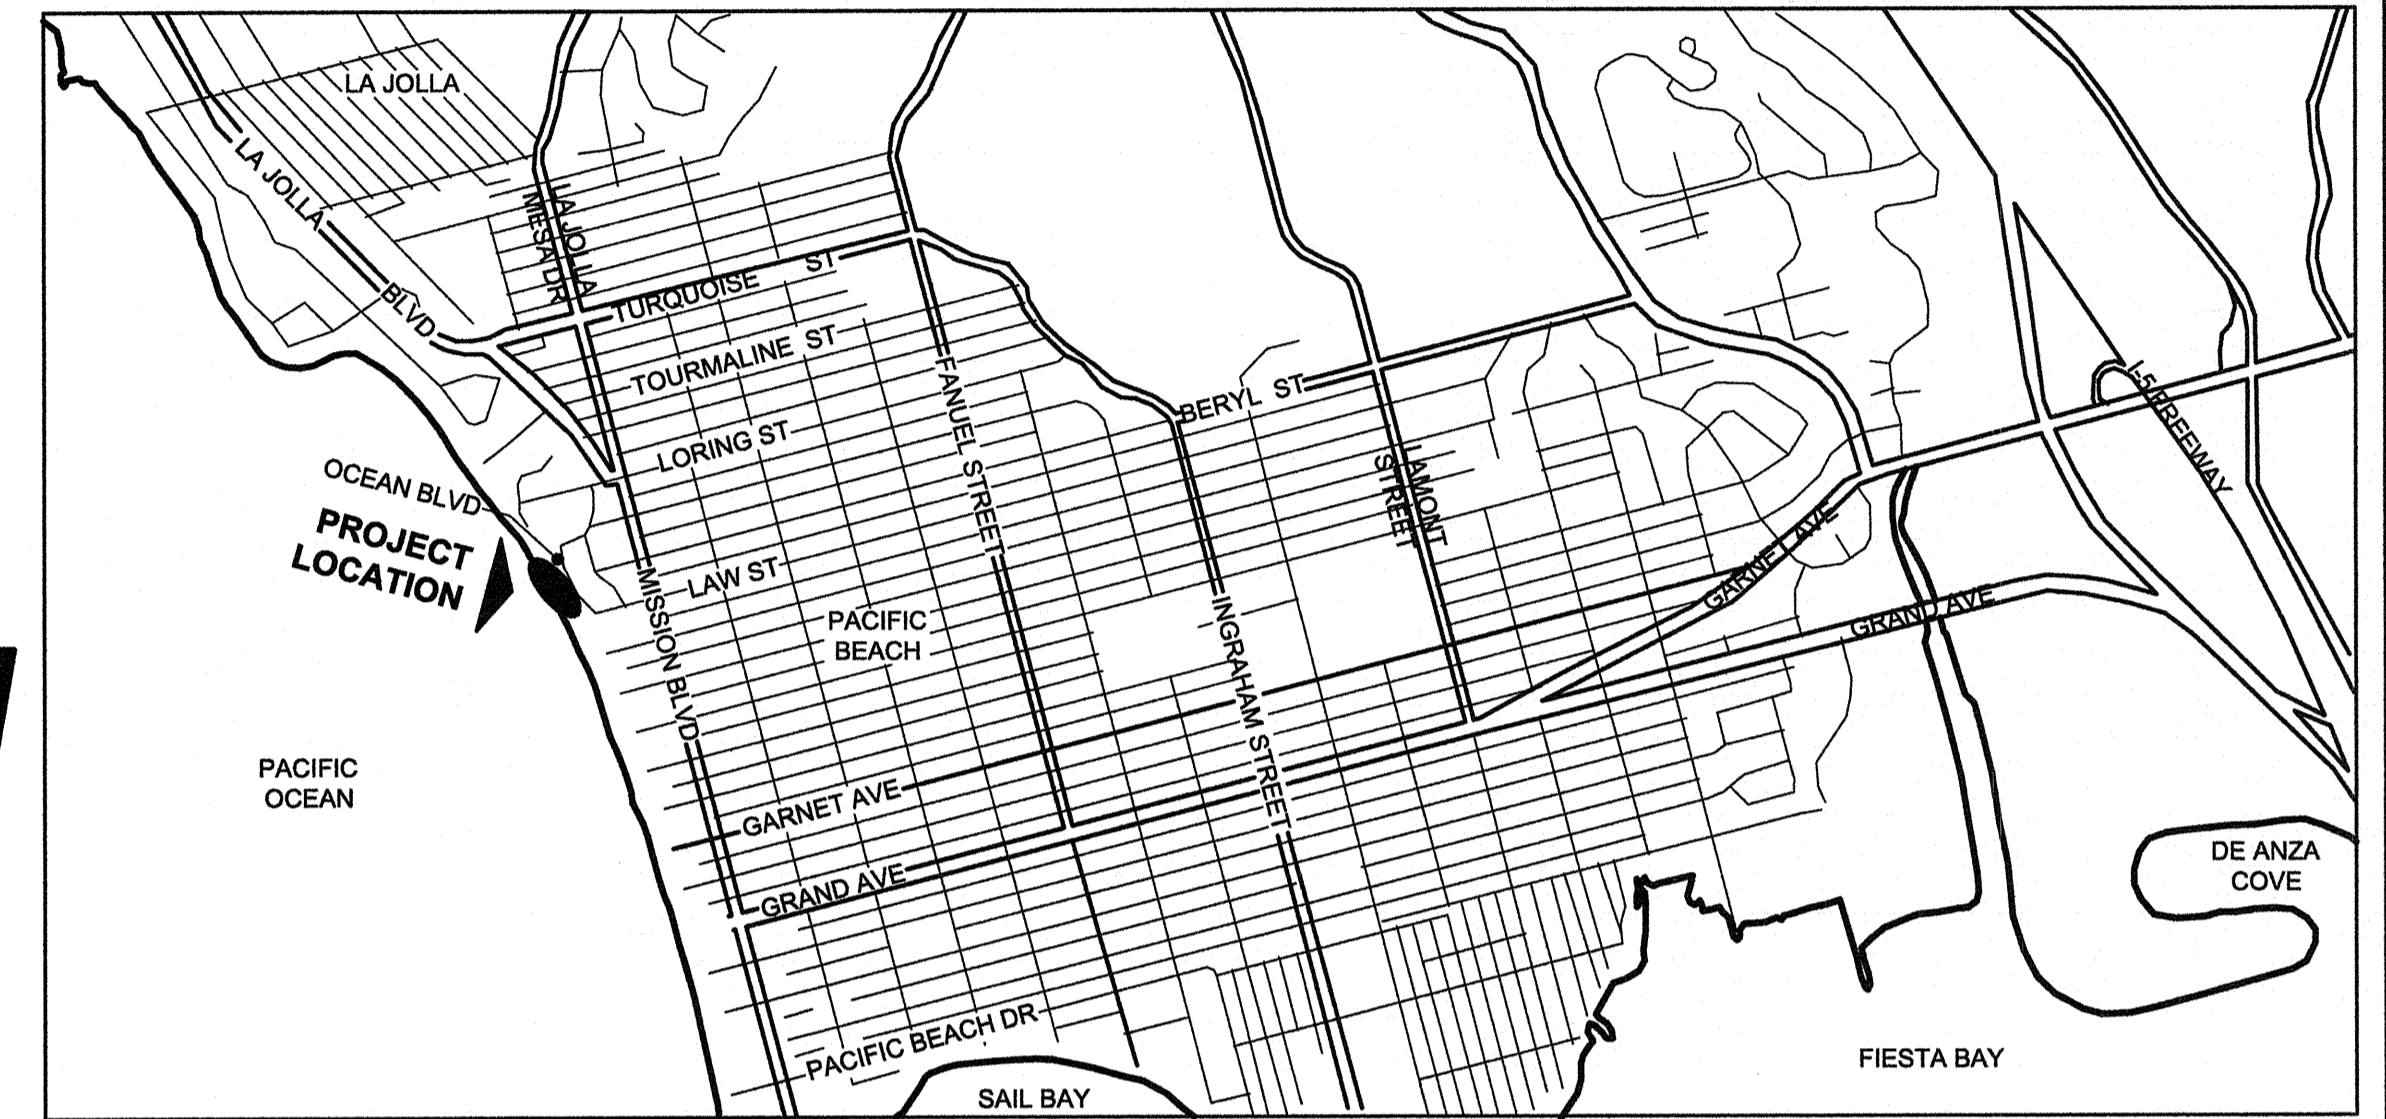 LA JOLLA
LA JOLLA
BLVD
LA JOLLA
MESA DR
TURQUOISE ST
TOURMALINE ST
LORING ST
LAW ST
OCEAN BLVD
PROJECT
LOCATION
FANUEL STREET
BERYL ST
LAMONT
STREET
I-5 FREEWAY
MISSION BLVD
PACIFIC
BEACH
INGRAHAM STREET
GARNET AVE
GRAND AVE
PACIFIC
OCEAN
GARNET AVE
GRAND AVE
DE ANZA
COVE
PACIFIC BEACH DR
SAIL BAY
FIESTA BAY